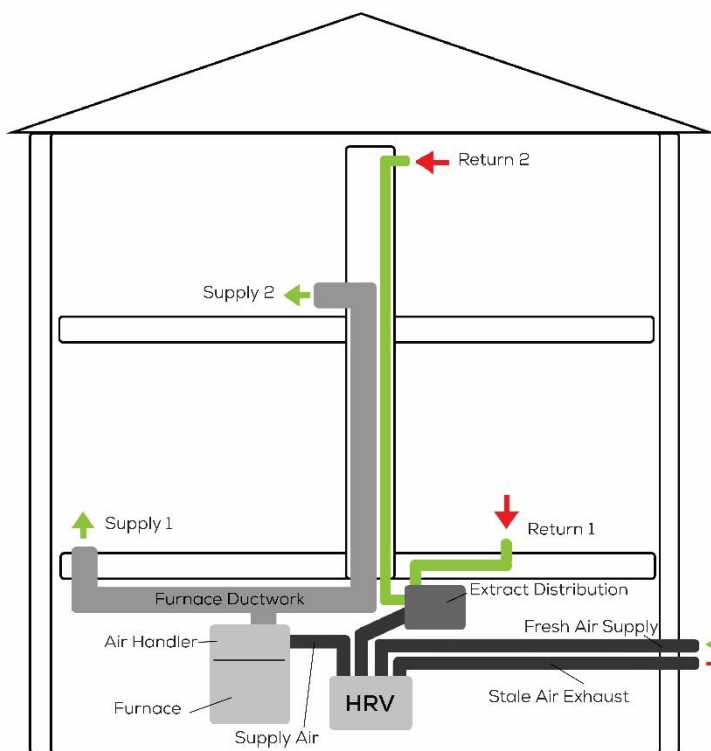 Return 2
Supply 2
Supply 1
Return 1
Furnace Ductwork
Extract Distribution
Air Handler
Fresh Air Supply
Furnace
HRV
Stale Air Exhaust
Supply Air